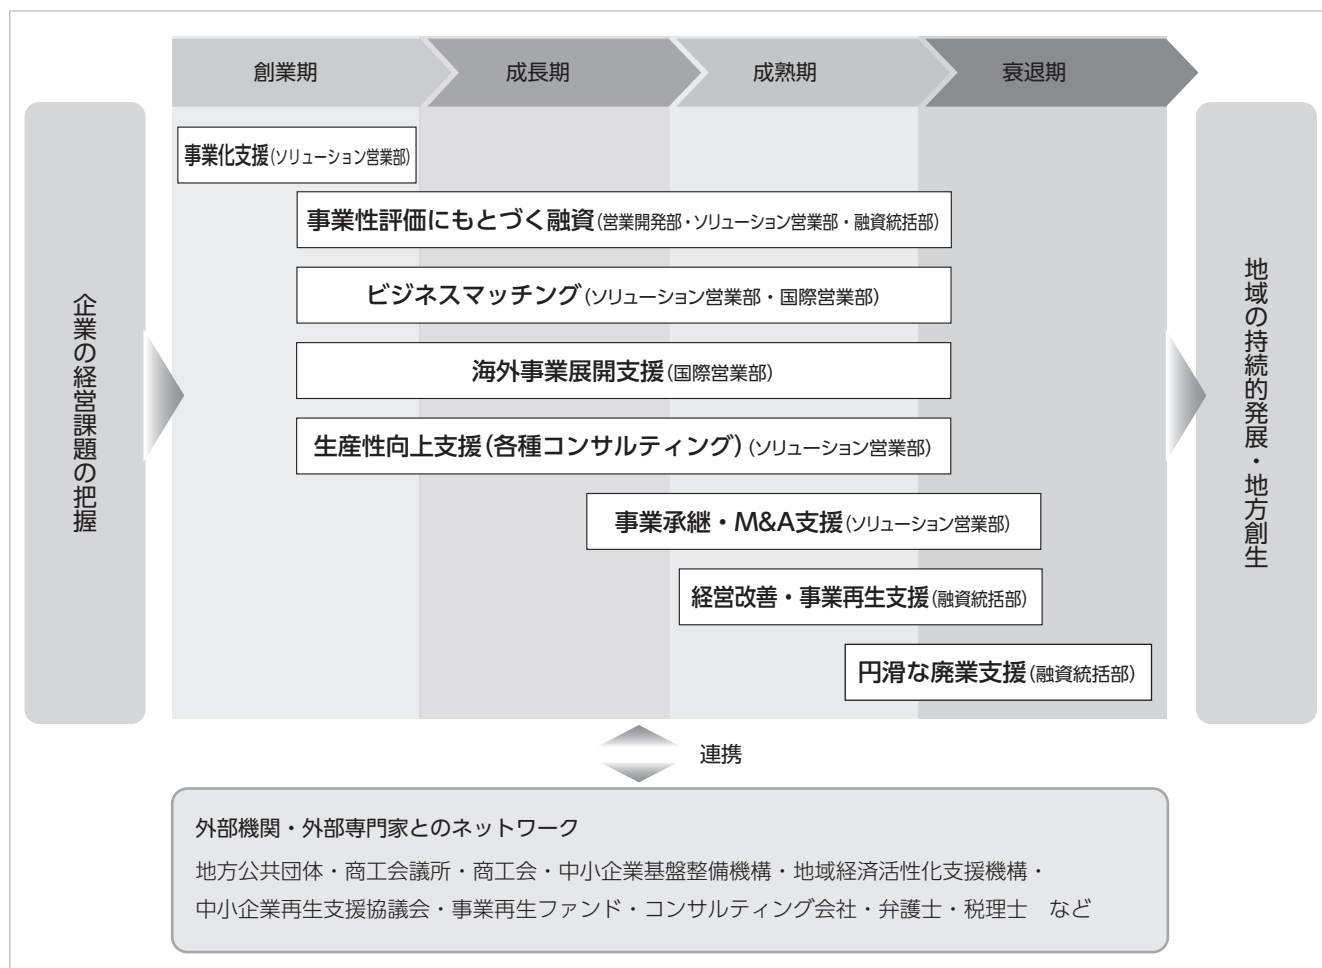 創業期
成長期
成熟期
衰退期
企業の経営課題の把握
事業化支援(ソリューション営業部)
事業性評価にもとづく融資(営業開発部・ソリューション営業部・融資統括部)
ビジネスマッチング(ソリューション営業部・国際営業部)
海外事業展開支援(国際営業部)
生産性向上支援(各種コンサルティング)(ソリューション営業部)
事業承継・M&A支援(ソリューション営業部)
経営改善・事業再生支援(融資統括部)
円滑な廃業支援(融資統括部)
地域の持続的発展・地方創生
連携
外部機関・外部専門家とのネットワーク
地方公共団体・商工会議所・商工会・中小企業基盤整備機構・地域経済活性化支援機構・
中小企業再生支援協議会・事業再生ファンド・コンサルティング会社・弁護士・税理士　など